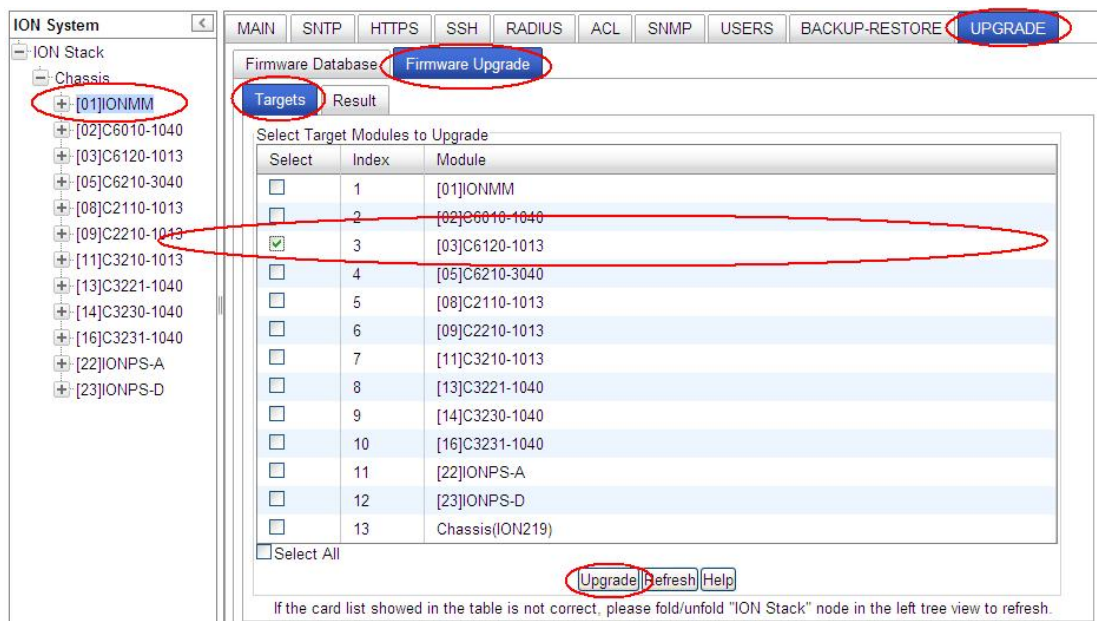 ION System
ION Stack
Chassis
[01]IONMM
[02]C6010-1040
[03]C6120-1013
[05]C6210-3040
[08]C2110-1013
[09]C2210-1013
[11]C3210-1013
[13]C3221-1040
[14]C3230-1040
[16]C3231-1040
[22]IONPS-A
[23]IONPS-D
MAIN SNTP HTTPS SSH RADIUS ACL SNMP USERS BACKUP-RESTORE UPGRADE
Firmware Database Firmware Upgrade
Targets Result
Select Target Modules to Upgrade
Select Index Module
1 [01]IONMM
2 [02]C6010-1040
3 [03]C6120-1013
4 [05]C6210-3040
5 [08]C2110-1013
6 [09]C2210-1013
7 [11]C3210-1013
8 [13]C3221-1040
9 [14]C3230-1040
10 [16]C3231-1040
11 [22]IONPS-A
12 [23]IONPS-D
13 Chassis(ION219)
Select All
Upgrade Refresh Help
If the card list showed in the table is not correct, please fold/unfold "ION Stack" node in the left tree view to refresh.